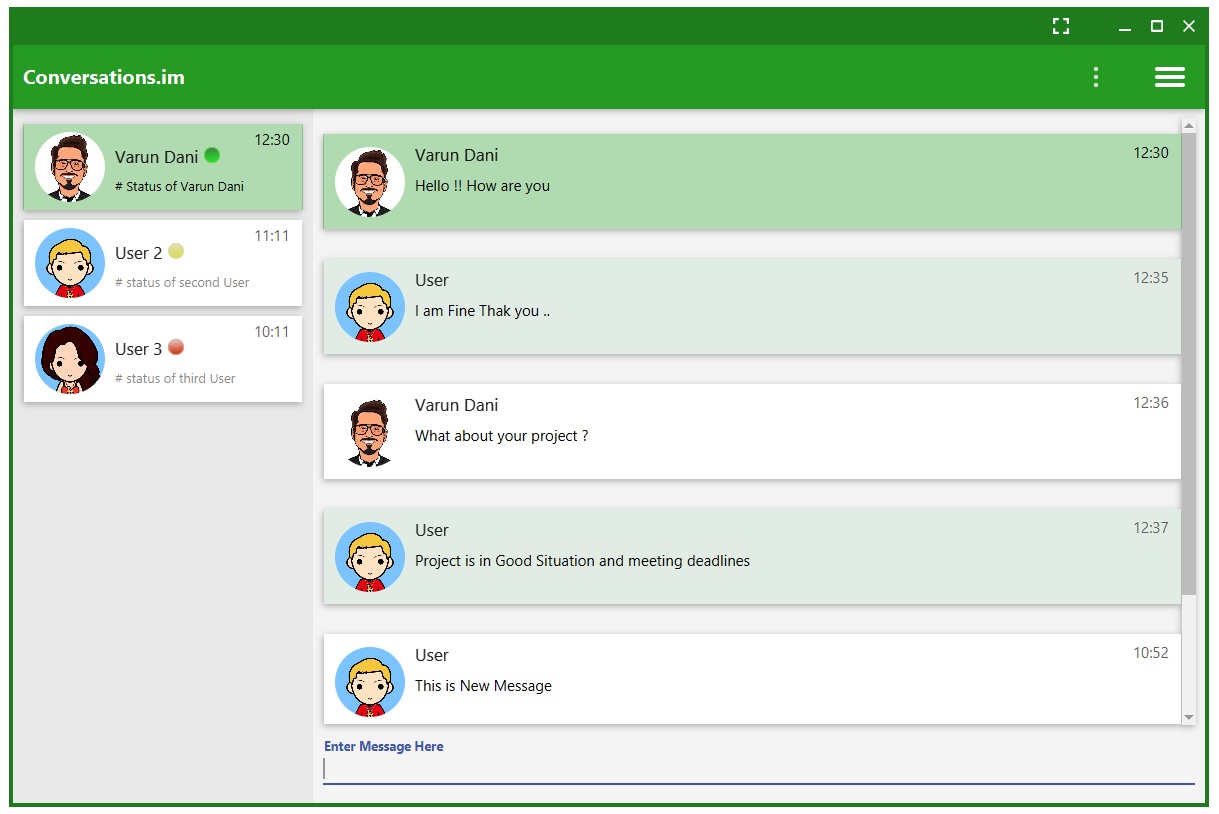 Conversations.im
12:30
Varun Dani
# Status of Varun Dani
11:11
User 2
# status of second User
10:11
User 3
# status of third User
Varun Dani
12:30
Hello !! How are you
User
12:35
I am Fine Thak you ..
Varun Dani
12:36
What about your project ?
User
12:37
Project is in Good Situation and meeting deadlines
User
10:52
This is New Message
Enter Message Here